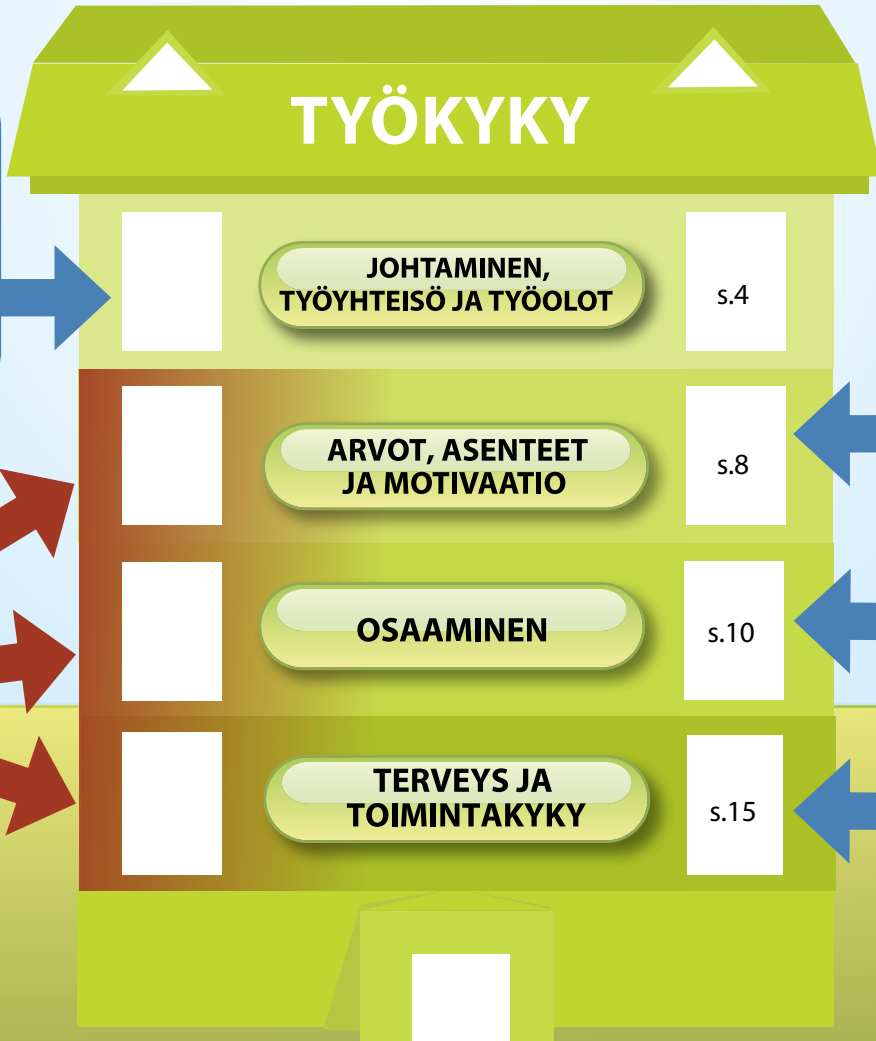 TYÖKYKY
JOHTAMINEN,
TYÖYHTEISÖ JA TYÖOLOT
s.4
ARVOT, ASENTEET
JA MOTIVAATIO
s.8
OSAAMINEN
s.10
TERVEYS JA
TOIMINTAKYKY
s.15